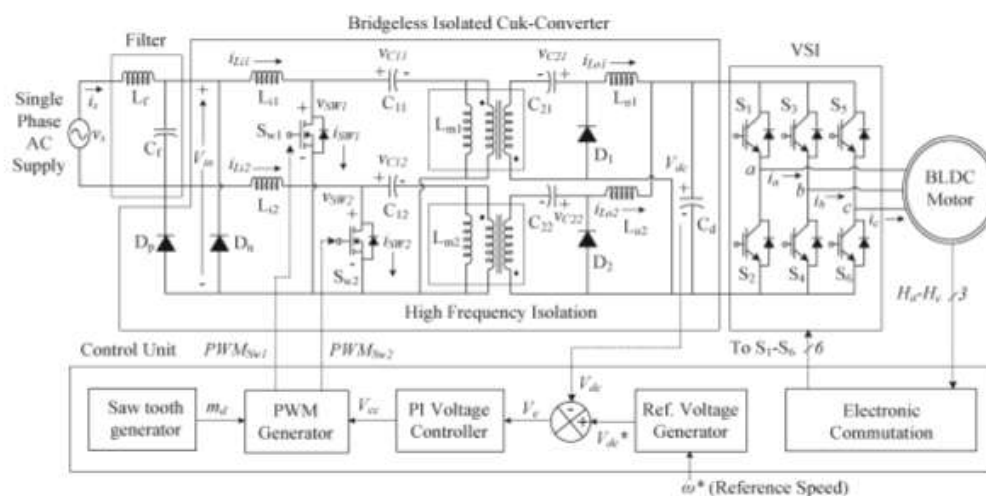 Bridgeless Isolated Cuk-Converter
Filter
VSI
Single
Phase
AC
Supply
i_s
v_s
L_f
C_f
V_in
i_Li1
L_i1
v_C11
C_11
v_C21
C_21
i_Lo1
L_o1
v_SW1
S_w1
i_SW1
L_m1
D_1
i_Li2
L_i2
v_C12
C_12
v_SW2
S_w2
i_SW2
L_m2
C_22
v_C22
i_Lo2
L_o2
D_2
V_dc
C_d
D_p
D_n
S_1
S_3
S_5
a
i_a
b
i_b
c
i_c
S_2
S_4
S_6
BLDC
Motor
High Frequency Isolation
H_a-H_c 3
Control Unit
PWM_Sw1
PWM_Sw2
To S_1-S_6 6
Saw tooth
generator
m_d
PWM
Generator
V_cc
PI Voltage
Controller
V_e
V_dc
V_dc*
Ref. Voltage
Generator
Electronic
Commutation
ω* (Reference Speed)